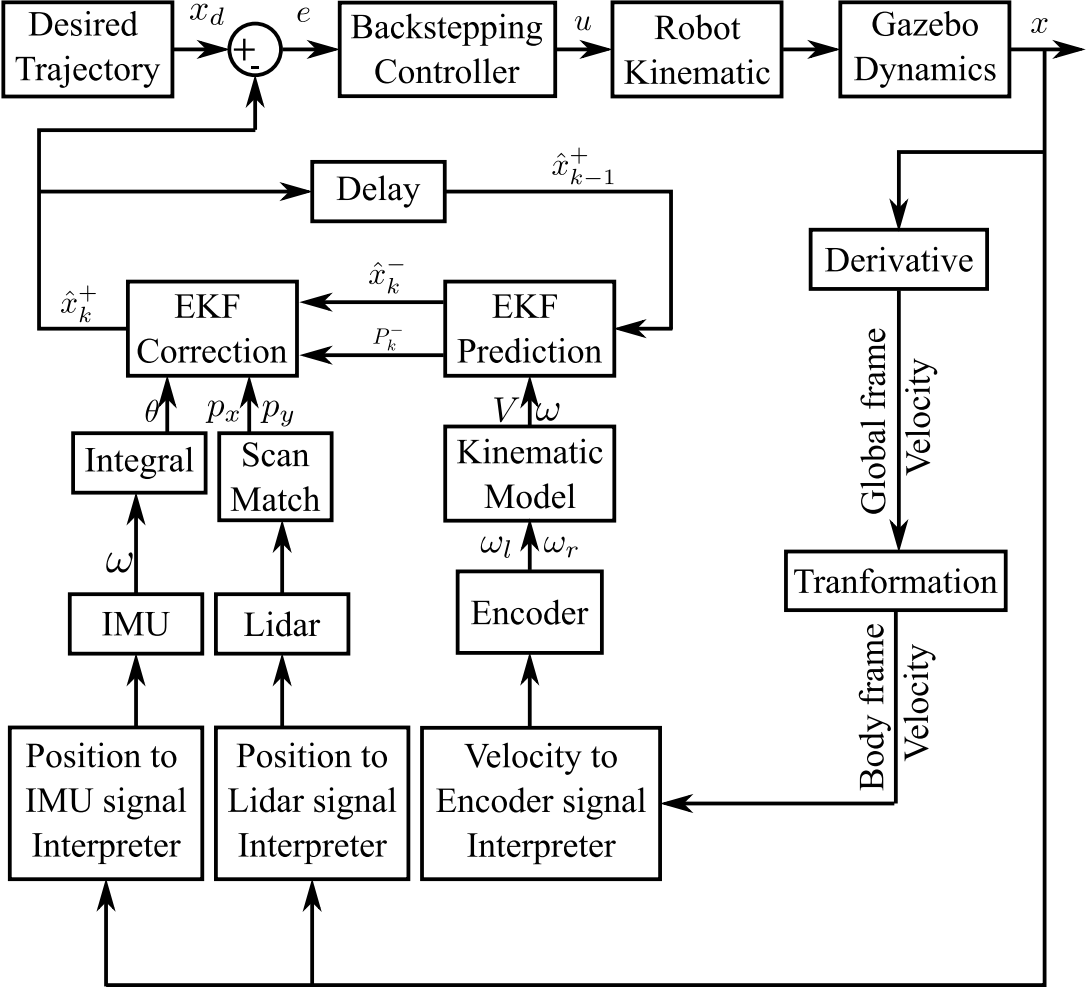 Desired
Trajectory
x_d
+
-
e
Backstepping
Controller
u
Robot
Kinematic
Gazebo
Dynamics
x
Delay
x̂⁺_{k−1}
Derivative
x̂⁺_k
EKF
Correction
x̂⁻_k
P⁻_k
EKF
Prediction
Global frame
Velocity
θ
p_x p_y
V ω
Integral
Scan
Match
Kinematic
Model
ω
ω_l ω_r
Tranformation
IMU
Lidar
Encoder
Body frame
Velocity
Position to
IMU signal
Interpreter
Position to
Lidar signal
Interpreter
Velocity to
Encoder signal
Interpreter